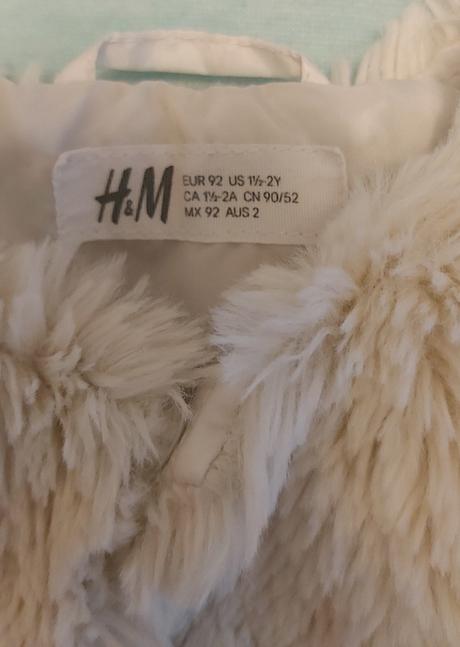 H&M
EUR 92 US 1½-2Y
CA 1½-2A CN 90/52
MX 92 AUS 2